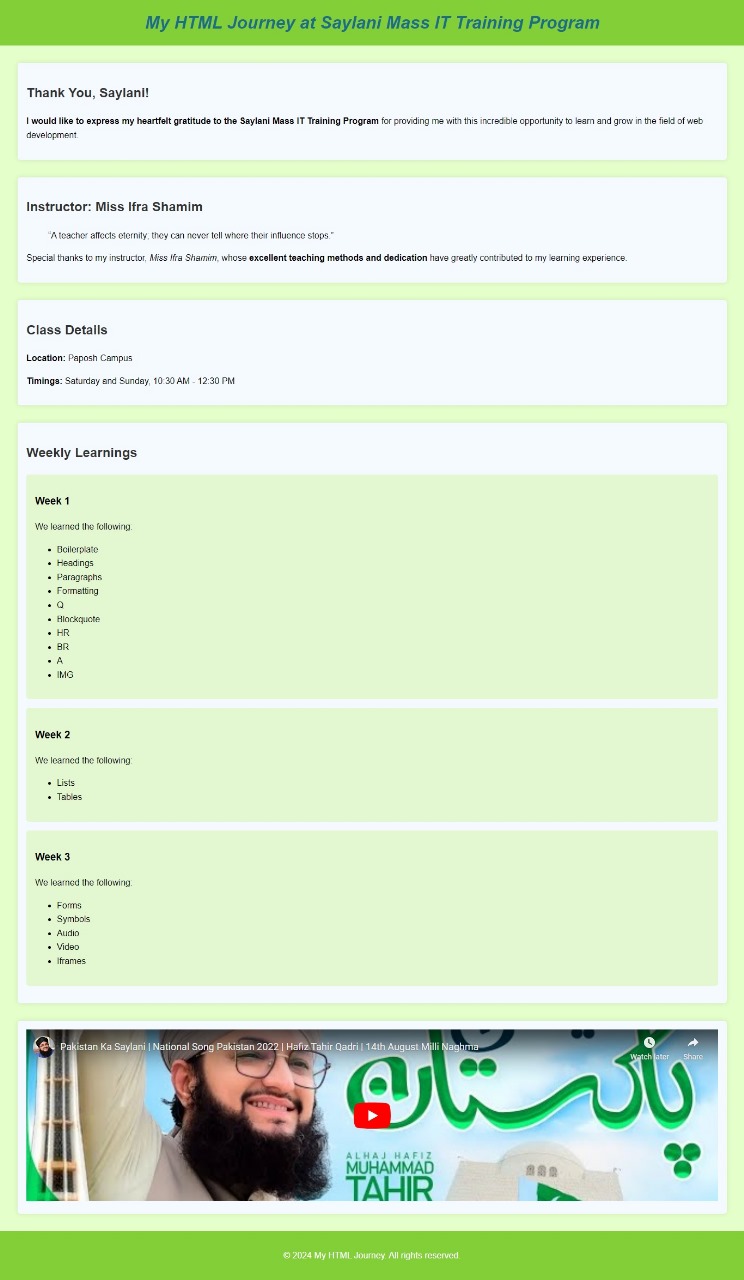 My HTML Journey at Saylani Mass IT Training Program
Thank You, Saylani!
I would like to express my heartfelt gratitude to the Saylani Mass IT Training Program for providing me with this incredible opportunity to learn and grow in the field of web
development.
Instructor: Miss Ifra Shamim
"A teacher affects eternity; they can never tell where their influence stops."
Special thanks to my instructor, Miss Ifra Shamim, whose excellent teaching methods and dedication have greatly contributed to my learning experience.
Class Details
Location: Paposh Campus
Timings: Saturday and Sunday, 10:30 AM - 12:30 PM
Weekly Learnings
Week 1
We learned the following:
• Boilerplate
• Headings
• Paragraphs
• Formatting
• Q
• Blockquote
• HR
• BR
• A
• IMG
Week 2
We learned the following:
• Lists
• Tables
Week 3
We learned the following:
• Forms
• Symbols
• Audio
• Video
• Iframes
Pakistan Ka Saylani | National Song Pakistan 2022 | Hafiz Tahir Qadri | 14th August Milli Naghma
Watch later
Share
پاکستان
ALHAJ HAFIZ
MUHAMMAD
TAHIR
© 2024 My HTML Journey. All rights reserved.